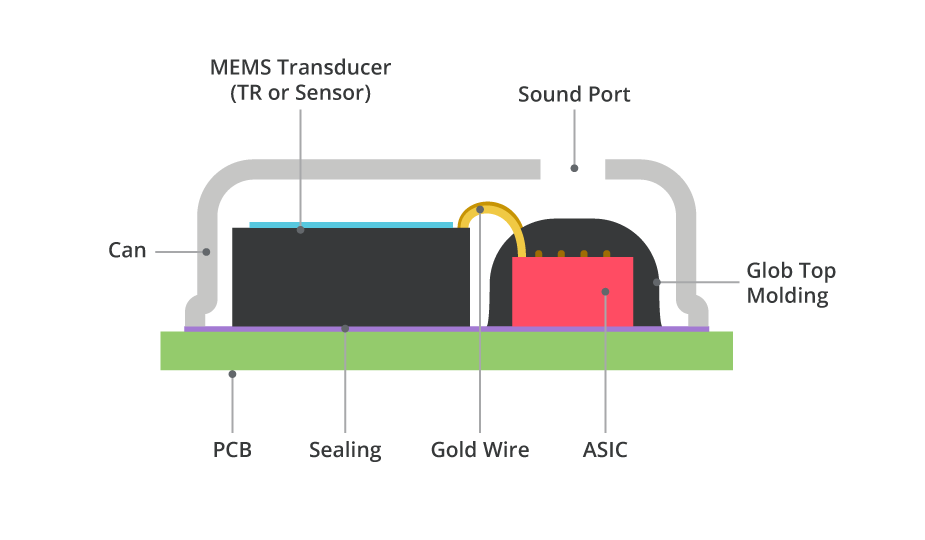 MEMS Transducer
(TR or Sensor)
Sound Port
Can
Glob Top
Molding
PCB
Sealing
Gold Wire
ASIC